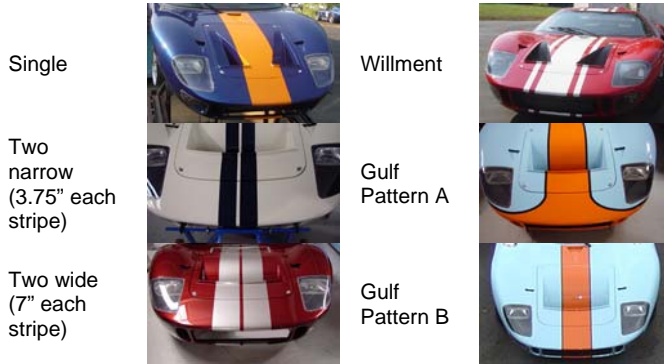 Single
Willment
Two
narrow
(3.75” each
stripe)
Gulf
Pattern A
Two wide
(7” each
stripe)
Gulf
Pattern B